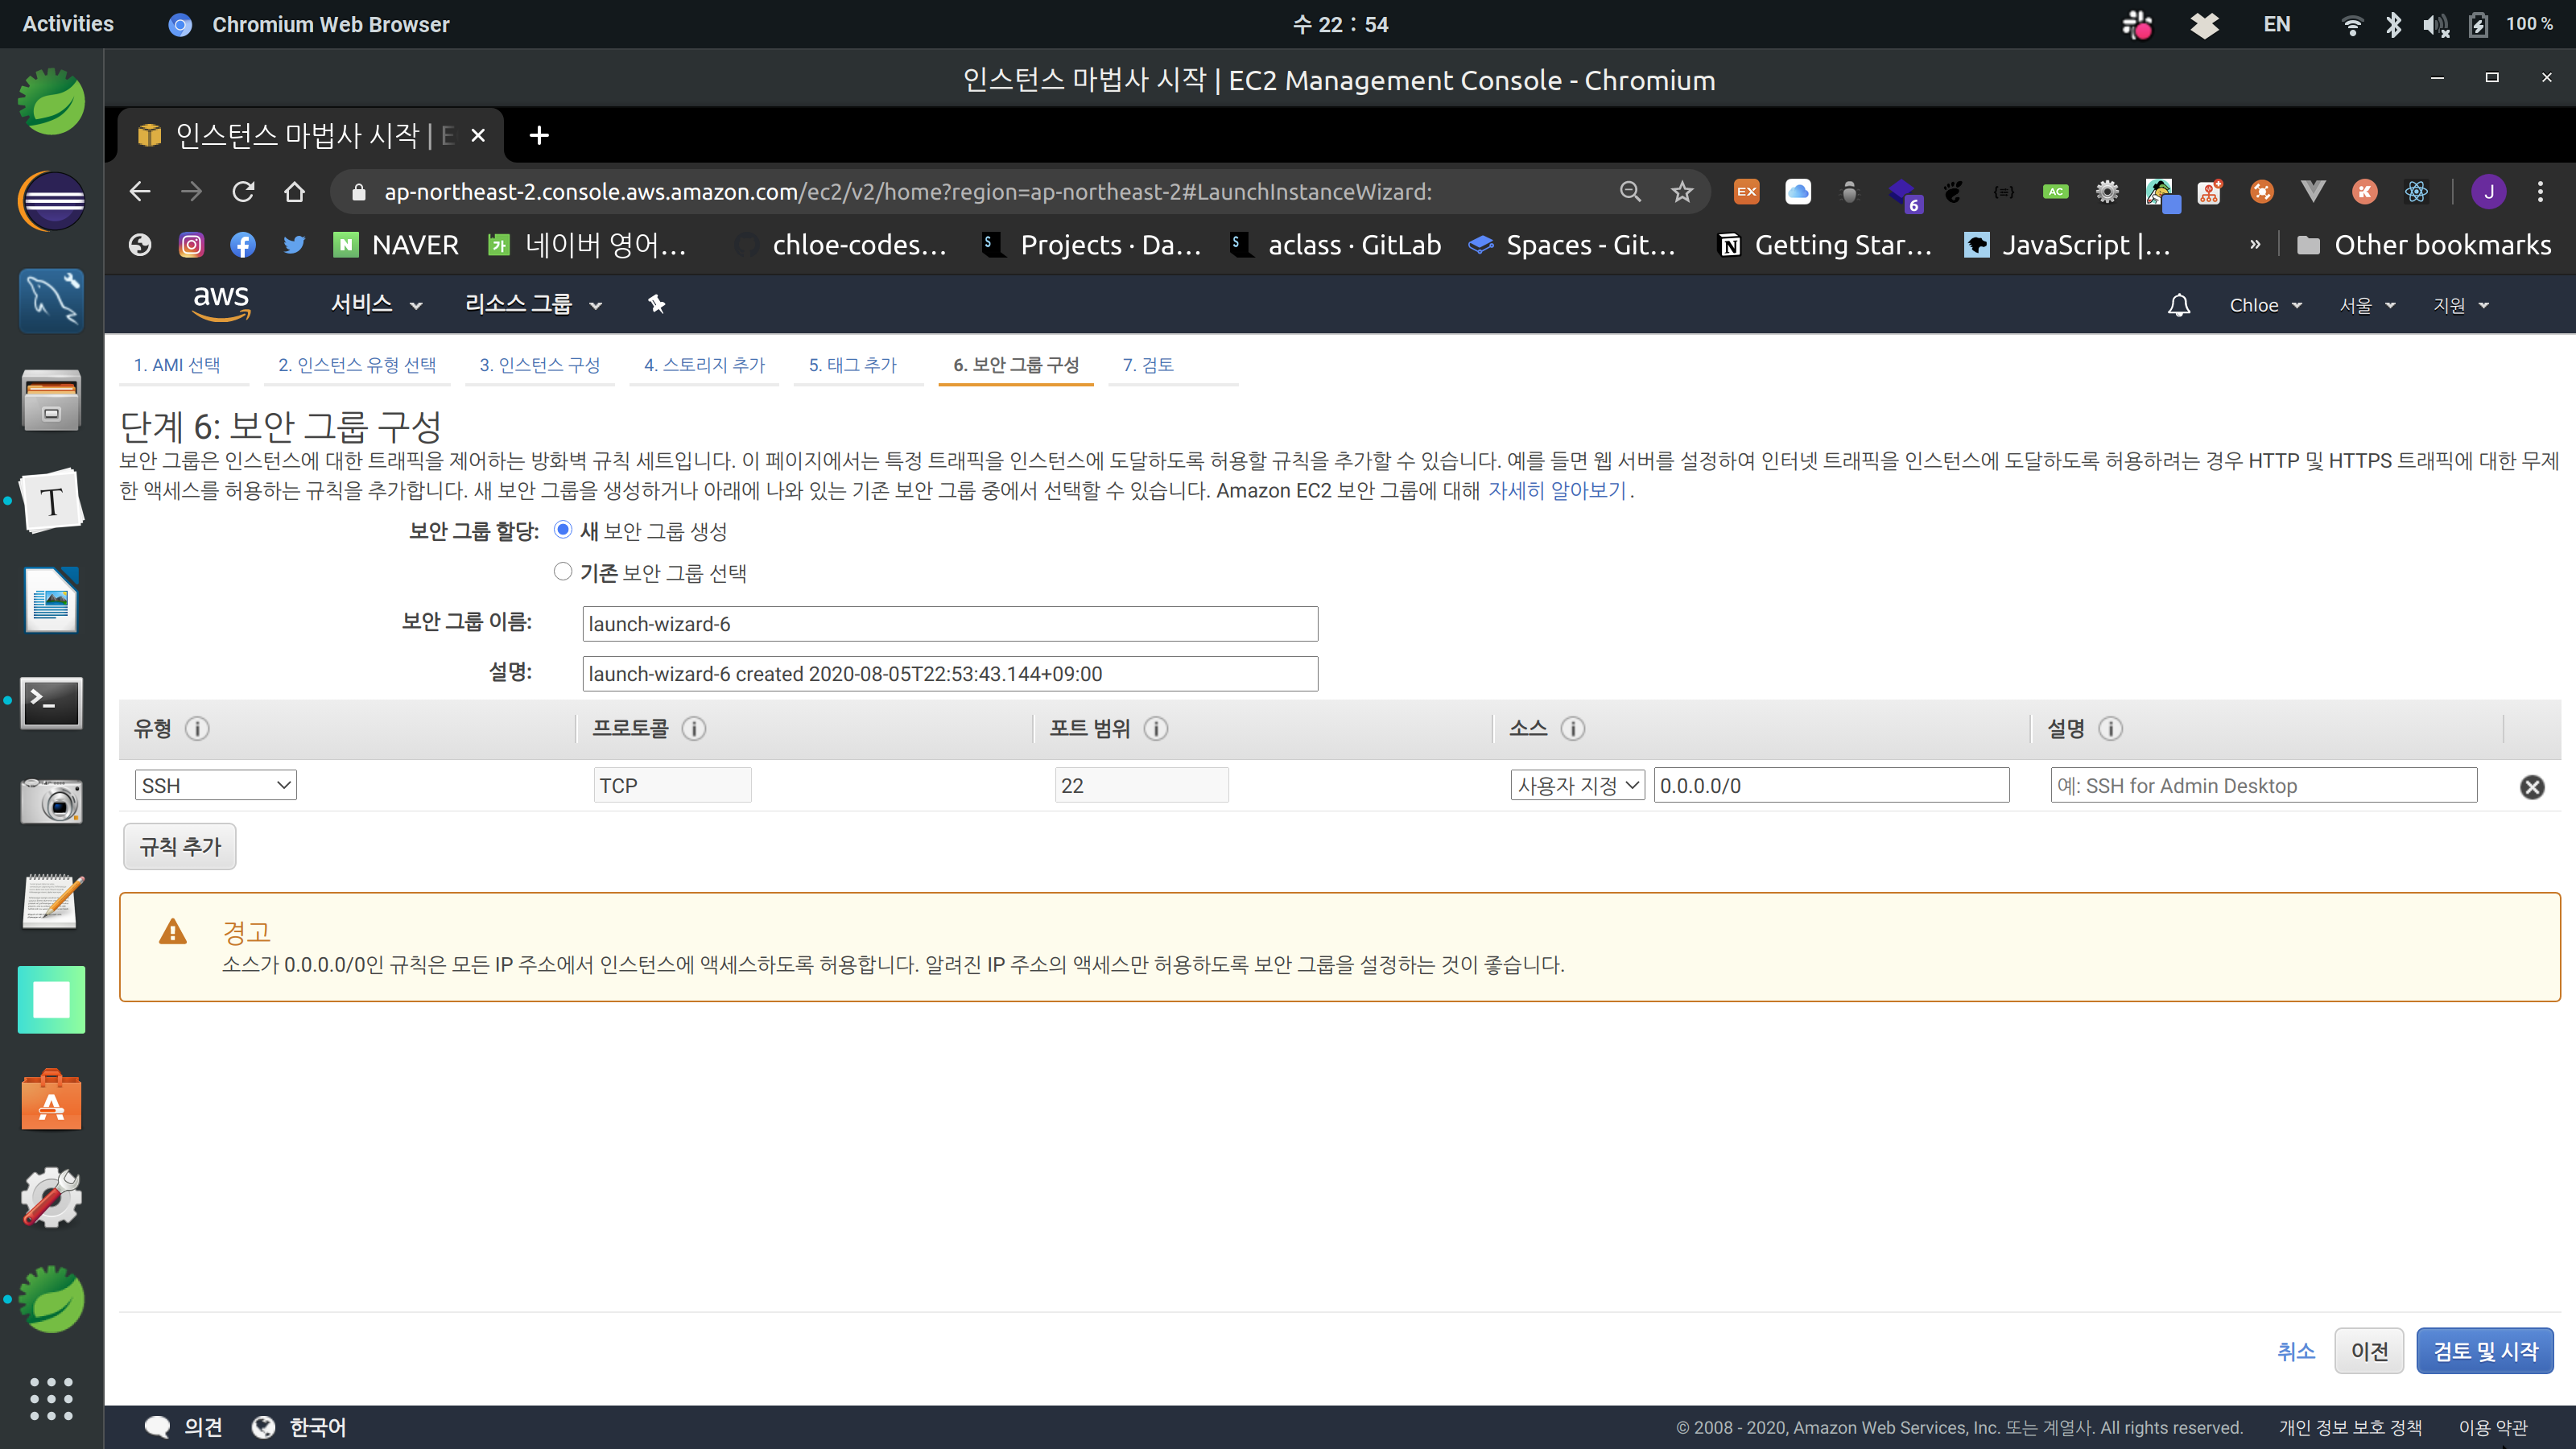 Activities
Chromium Web Browser
수 22 : 54
EN
100 %
인스턴스 마법사 시작 | EC2 Management Console - Chromium
인스턴스 마법사 시작 | E
ap-northeast-2.console.aws.amazon.com/ec2/v2/home?region=ap-northeast-2#LaunchInstanceWizard:
EX
6
AC
J
NAVER
네이버 영어...
chloe-codes...
Projects · Da...
aclass · GitLab
Spaces - Git...
Getting Star...
JavaScript |...
»
Other bookmarks
aws
서비스
리소스 그룹
Chloe
서울
지원
1. AMI 선택
2. 인스턴스 유형 선택
3. 인스턴스 구성
4. 스토리지 추가
5. 태그 추가
6. 보안 그룹 구성
7. 검토
단계 6: 보안 그룹 구성
보안 그룹은 인스턴스에 대한 트래픽을 제어하는 방화벽 규칙 세트입니다. 이 페이지에서는 특정 트래픽을 인스턴스에 도달하도록 허용할 규칙을 추가할 수 있습니다. 예를 들면 웹 서버를 설정하여 인터넷 트래픽을 인스턴스에 도달하도록 허용하려는 경우 HTTP 및 HTTPS 트래픽에 대한 무제
한 액세스를 허용하는 규칙을 추가합니다. 새 보안 그룹을 생성하거나 아래에 나와 있는 기존 보안 그룹 중에서 선택할 수 있습니다. Amazon EC2 보안 그룹에 대해 자세히 알아보기.
보안 그룹 할당: 새 보안 그룹 생성
기존 보안 그룹 선택
보안 그룹 이름: launch-wizard-6
설명: launch-wizard-6 created 2020-08-05T22:53:43.144+09:00
유형 프로토콜 포트 범위 소스 설명
SSH TCP 22 사용자 지정 0.0.0.0/0 예: SSH for Admin Desktop
규칙 추가
경고
소스가 0.0.0.0/0인 규칙은 모든 IP 주소에서 인스턴스에 액세스하도록 허용합니다. 알려진 IP 주소의 액세스만 허용하도록 보안 그룹을 설정하는 것이 좋습니다.
취소 이전 검토 및 시작
의견 한국어
© 2008 - 2020, Amazon Web Services, Inc. 또는 계열사. All rights reserved. 개인 정보 보호 정책 이용 약관